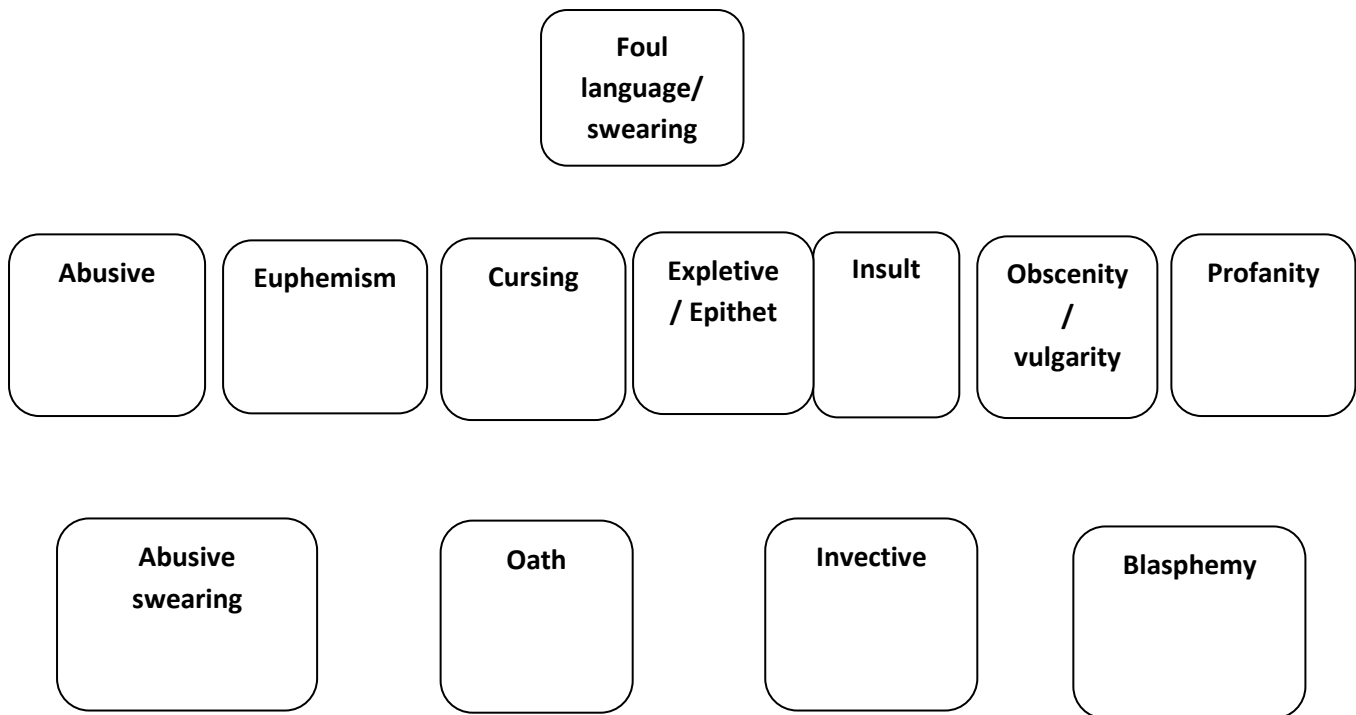 Foul
language/
swearing
Abusive
Euphemism
Cursing
Expletive
/ Epithet
Insult
Obscenity
/
vulgarity
Profanity
Abusive
swearing
Oath
Invective
Blasphemy